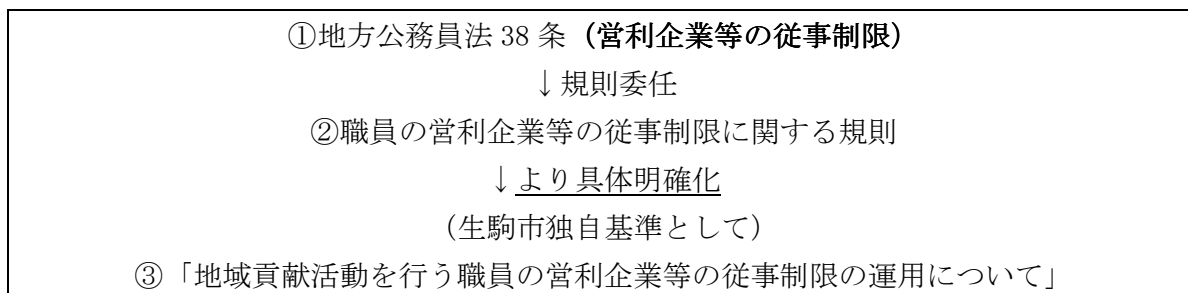 ①地方公務員法 38 条（営利企業等の従事制限）
↓規則委任
②職員の営利企業等の従事制限に関する規則
↓より具体明確化
（生駒市独自基準として）
③「地域貢献活動を行う職員の営利企業等の従事制限の運用について」